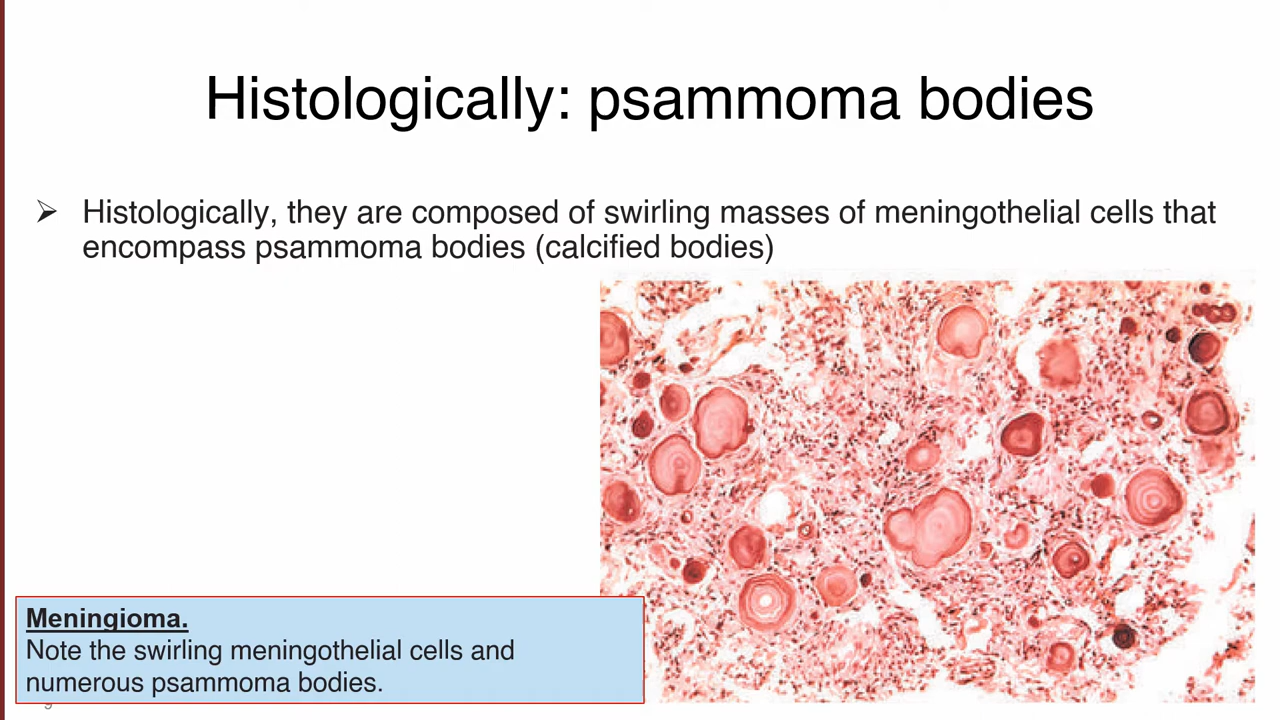 Histologically: psammoma bodies
➢ Histologically, they are composed of swirling masses of meningothelial cells that
encompass psammoma bodies (calcified bodies)
Meningioma.
Note the swirling meningothelial cells and
numerous psammoma bodies.